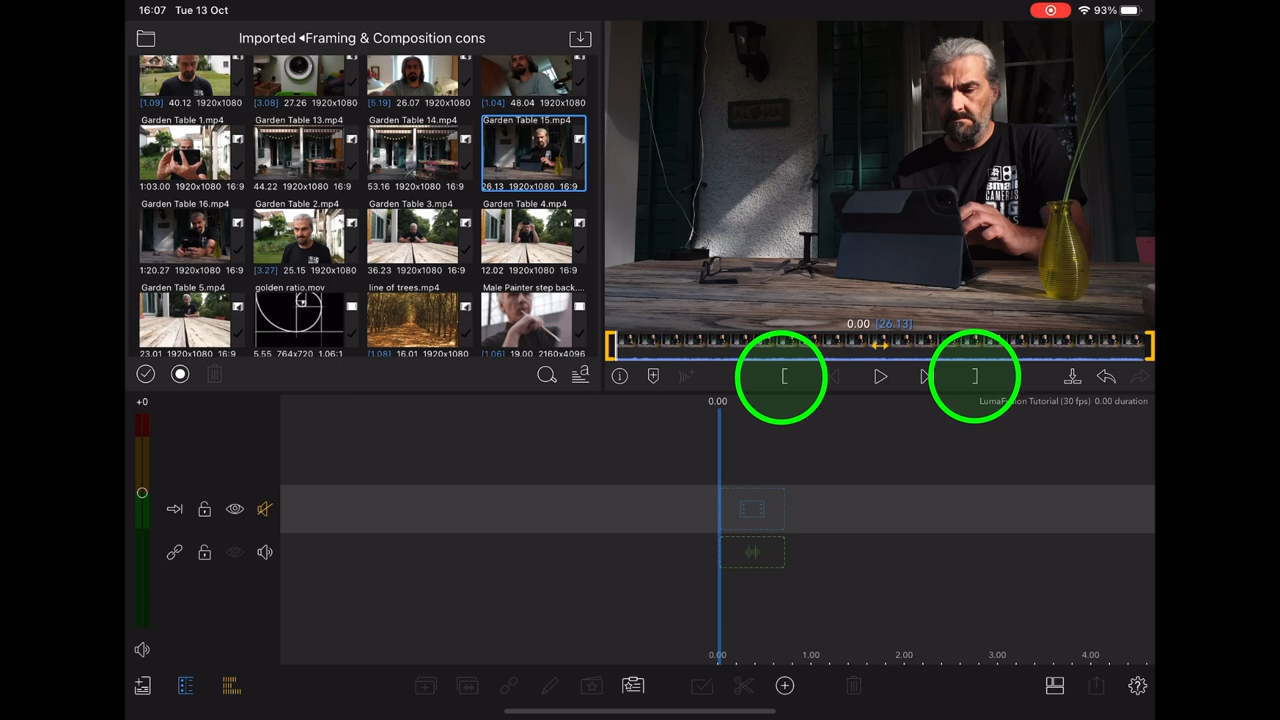 16:07 Tue 13 Oct
93%
Imported ◂Framing & Composition cons
[1.09] 40.12 1920x1080
[3.08] 27.26 1920x1080
[5.19] 26.07 1920x1080
[1.04] 48.04 1920x1080
Garden Table 1.mp4
Garden Table 13.mp4
Garden Table 14.mp4
Garden Table 15.mp4
1:03.00 1920x1080 16:9
44.22 1920x1080 16:9
53.16 1920x1080 16:9
26.13 1920x1080 16:9
Garden Table 16.mp4
Garden Table 2.mp4
Garden Table 3.mp4
Garden Table 4.mp4
1:20.27 1920x1080 16:9
[3.27] 25.15 1920x1080
36.23 1920x1080 16:9
12.02 1920x1080 16:9
Garden Table 5.mp4
golden ratio.mov
line of trees.mp4
Male Painter step back....
23.01 1920x1080 16:9
5.55 764x720 1.06:1
[1.08] 16.01 1920x1080
[1.06] 19.00 2160x4096
ALOHA
small
CAMERAS
BIG
0.00 [26.13]
+0
0.00
LumaFusion Tutorial (30 fps) 0.00 duration
0.00 1.00 2.00 3.00 4.00